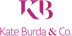 KB
Kate Burda & Co.